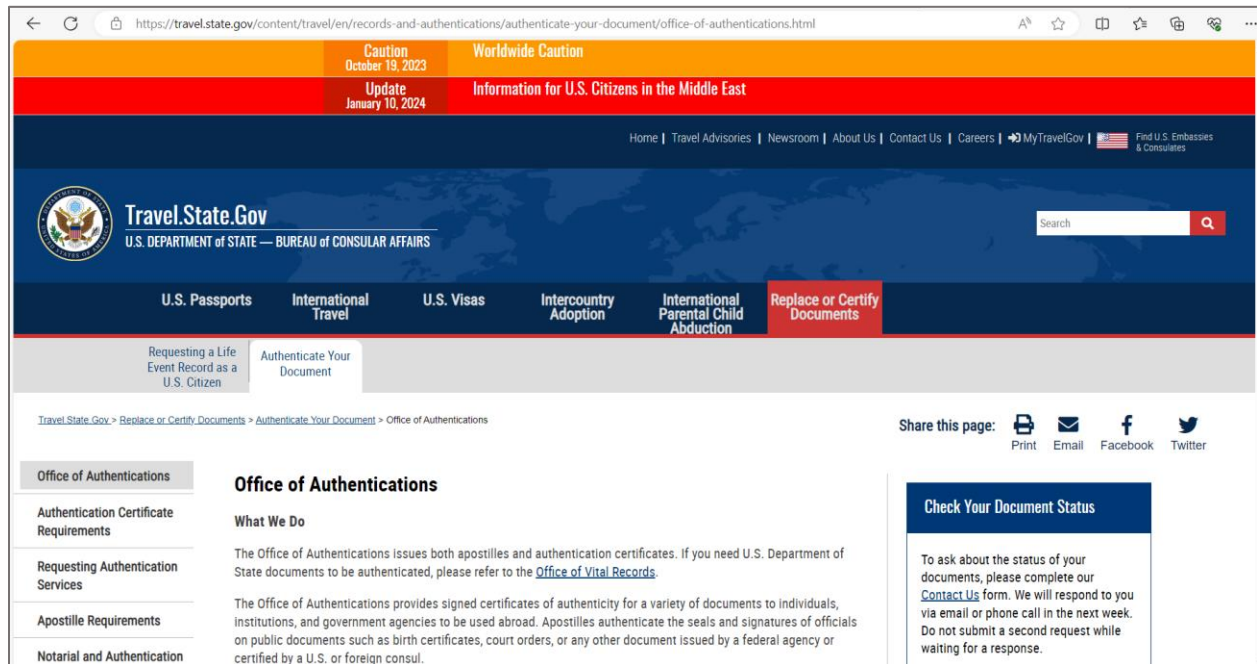 https://travel.state.gov/content/travel/en/records-and-authentications/authenticate-your-document/office-of-authentications.html
Caution
October 19, 2023
Worldwide Caution
Update
January 10, 2024
Information for U.S. Citizens in the Middle East
Home | Travel Advisories | Newsroom | About Us | Contact Us | Careers | MyTravelGov | Find U.S. Embassies
& Consulates
Travel.State.Gov
U.S. DEPARTMENT of STATE — BUREAU of CONSULAR AFFAIRS
Search
U.S. Passports
International
Travel
U.S. Visas
Intercountry
Adoption
International
Parental Child
Abduction
Replace or Certify
Documents
Requesting a Life
Event Record as a
U.S. Citizen
Authenticate Your
Document
Travel.State.Gov > Replace or Certify Documents > Authenticate Your Document > Office of Authentications
Share this page:
Print
Email
Facebook
Twitter
Office of Authentications
Authentication Certificate
Requirements
Requesting Authentication
Services
Apostille Requirements
Notarial and Authentication
Office of Authentications
What We Do
The Office of Authentications issues both apostilles and authentication certificates. If you need U.S. Department of
State documents to be authenticated, please refer to the Office of Vital Records.
The Office of Authentications provides signed certificates of authenticity for a variety of documents to individuals,
institutions, and government agencies to be used abroad. Apostilles authenticate the seals and signatures of officials
on public documents such as birth certificates, court orders, or any other document issued by a federal agency or
certified by a U.S. or foreign consul.
Check Your Document Status
To ask about the status of your
documents, please complete our
Contact Us form. We will respond to you
via email or phone call in the next week.
Do not submit a second request while
waiting for a response.